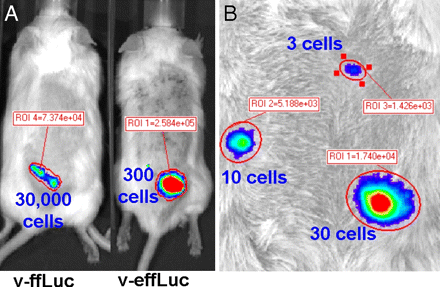 A
ROI 4=7.374e+04
ROI 1=2.584e+05
30,000
cells
300
cells
v-ffLuc
v-effLuc
B
3 cells
ROI 2=5.188e+03
ROI 3=1.426e+03
ROI 1=1.740e+04
10 cells
30 cells